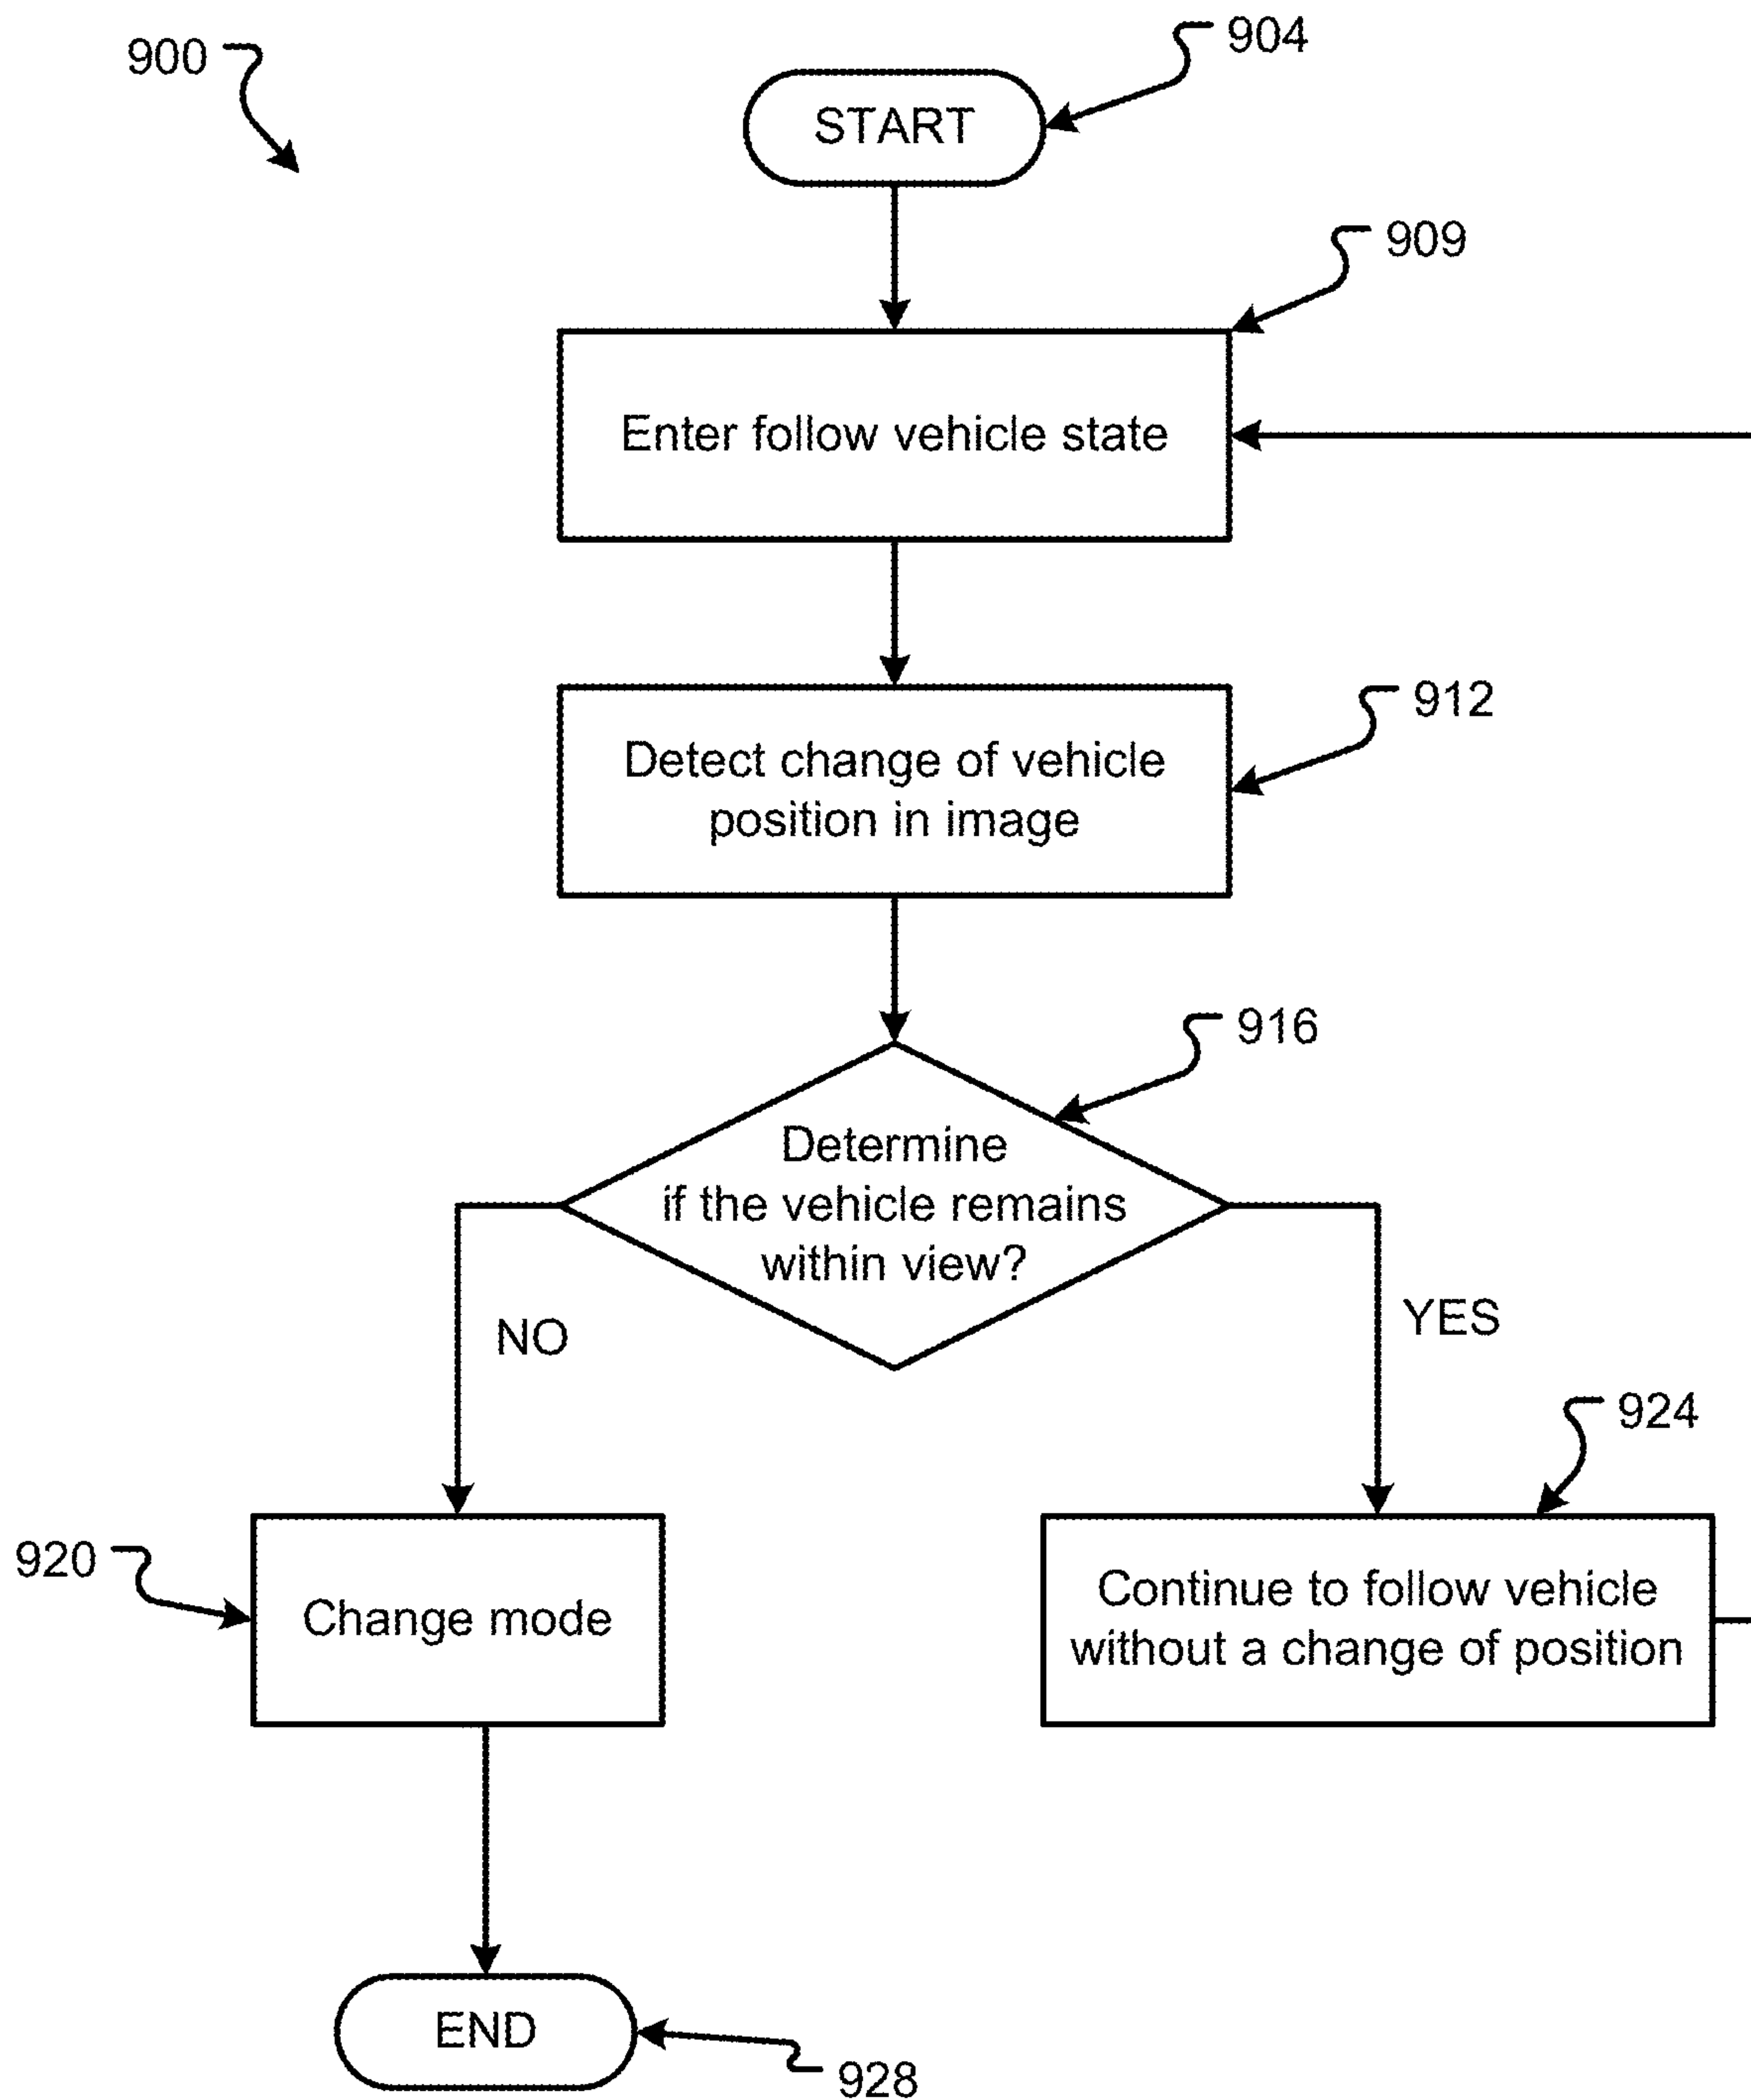 900
904
START
909
Enter follow vehicle state
912
Detect change of vehicle
position in image
916
Determine
if the vehicle remains
within view?
NO
YES
924
920
Change mode
Continue to follow vehicle
without a change of position
END
928